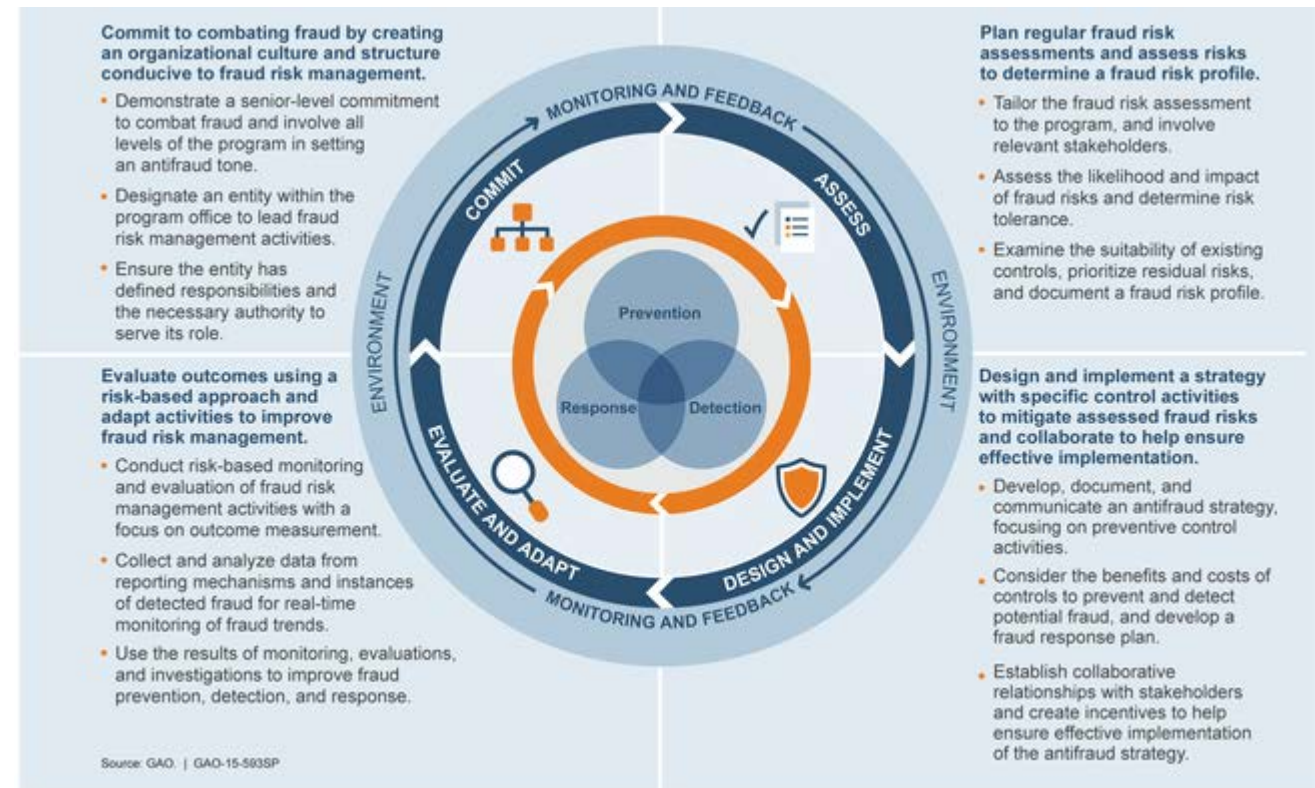 Commit to combating fraud by creating
an organizational culture and structure
conducive to fraud risk management.
• Demonstrate a senior-level commitment
to combat fraud and involve all
levels of the program in setting
an antifraud tone.
• Designate an entity within the
program office to lead fraud
risk management activities.
• Ensure the entity has
defined responsibilities and
the necessary authority to
serve its role.
Plan regular fraud risk
assessments and assess risks
to determine a fraud risk profile.
• Tailor the fraud risk assessment
to the program, and involve
relevant stakeholders.
• Assess the likelihood and impact
of fraud risks and determine risk
tolerance.
• Examine the suitability of existing
controls, prioritize residual risks,
and document a fraud risk profile.
MONITORING AND FEEDBACK
COMMIT
ASSESS
ENVIRONMENT
ENVIRONMENT
Prevention
Response
Detection
EVALUATE AND ADAPT
DESIGN AND IMPLEMENT
MONITORING AND FEEDBACK
Evaluate outcomes using a
risk-based approach and
adapt activities to improve
fraud risk management.
• Conduct risk-based monitoring
and evaluation of fraud risk
management activities with a
focus on outcome measurement.
• Collect and analyze data from
reporting mechanisms and instances
of detected fraud for real-time
monitoring of fraud trends.
• Use the results of monitoring, evaluations,
and investigations to improve fraud
prevention, detection, and response.
Design and implement a strategy
with specific control activities
to mitigate assessed fraud risks
and collaborate to help ensure
effective implementation.
• Develop, document, and
communicate an antifraud strategy,
focusing on preventive control
activities.
• Consider the benefits and costs of
controls to prevent and detect
potential fraud, and develop a
fraud response plan.
• Establish collaborative
relationships with stakeholders
and create incentives to help
ensure effective implementation
of the antifraud strategy.
Source: GAO. | GAO-15-593SP